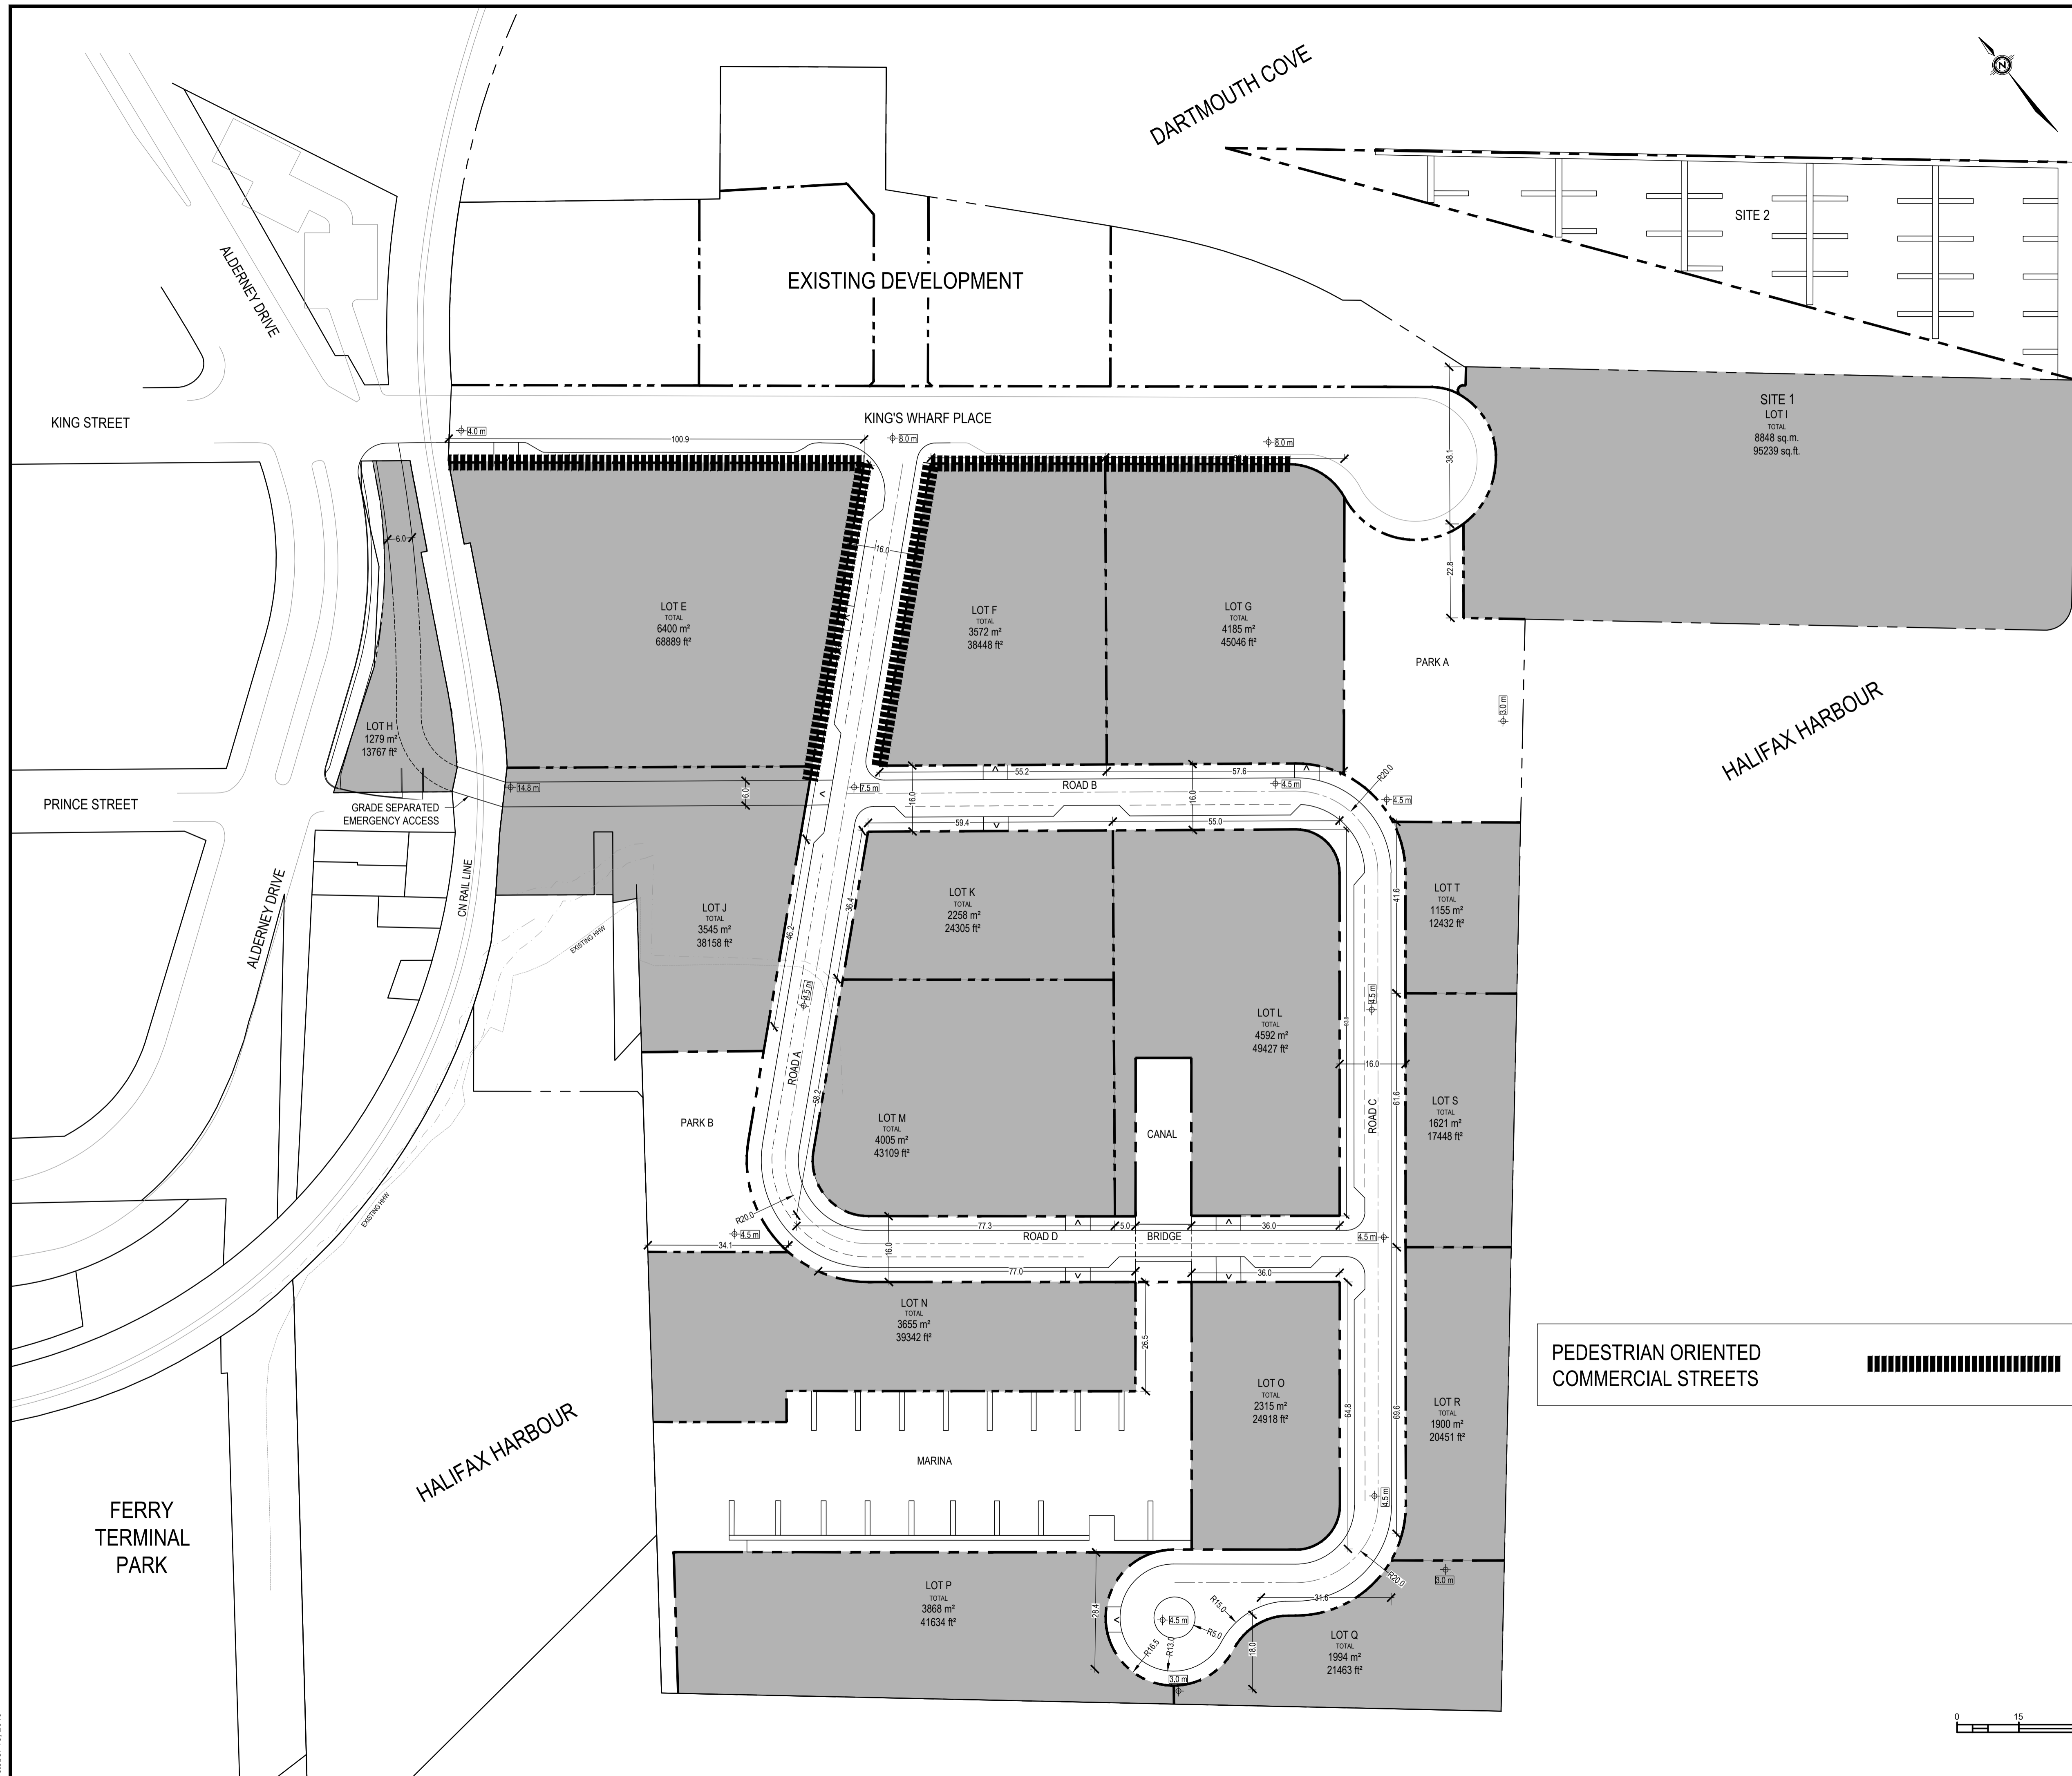 DARTMOUTH COVE
N
SITE 2
ALDERNEY DRIVE
EXISTING DEVELOPMENT
KING STREET
KING'S WHARF PLACE
4.0 m
100.9
8.0 m
8.0 m
38.1
SITE 1
LOT I
TOTAL
8848 sq.m.
95239 sq.ft.
6.0
16.0
22.8
LOT E
TOTAL
6400 m²
68889 ft²
LOT F
TOTAL
3572 m²
38448 ft²
LOT G
TOTAL
4185 m²
45046 ft²
PARK A
3.0 m
HALIFAX HARBOUR
LOT H
1279 m²
13767 ft²
PRINCE STREET
GRADE SEPARATED
EMERGENCY ACCESS
14.8 m
6.0
7.5 m
16.0
55.2
ROAD B
57.6
16.0
4.5 m
R20.0
4.5 m
59.4
55.0
ALDERNEY DRIVE
CN RAIL LINE
EXISTING HHW
LOT J
TOTAL
3545 m²
38158 ft²
46.2
36.4
LOT K
TOTAL
2258 m²
24305 ft²
41.6
LOT T
TOTAL
1155 m²
12432 ft²
4.5 m
4.5 m
LOT L
TOTAL
4592 m²
49427 ft²
16.0
ROAD A
58.2
PARK B
LOT M
TOTAL
4005 m²
43109 ft²
CANAL
ROAD C
61.6
LOT S
TOTAL
1621 m²
17448 ft²
EXISTING HHW
R20.0
4.5 m
34.1
77.3
5.0
36.0
16.0
ROAD D
BRIDGE
4.5 m
77.0
36.0
LOT N
TOTAL
3655 m²
39342 ft²
26.5
LOT O
TOTAL
2315 m²
24918 ft²
64.8
69.6
LOT R
TOTAL
1900 m²
20451 ft²
PEDESTRIAN ORIENTED
COMMERCIAL STREETS
HALIFAX HARBOUR
MARINA
4.5 m
FERRY
TERMINAL
PARK
LOT P
TOTAL
3868 m²
41634 ft²
28.4
R20.0
3.0 m
31.6
R15.0
4.5 m
R5.0
R16.5
R13.0
18.0
3.0 m
LOT Q
TOTAL
1994 m²
21463 ft²
0
15